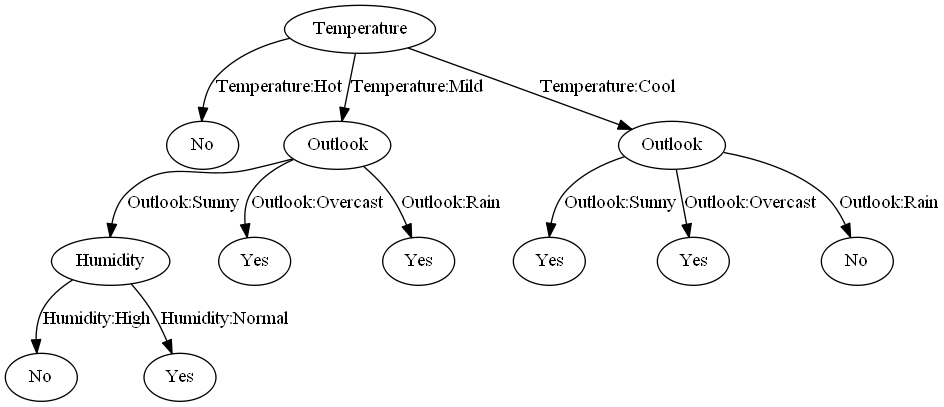 Temperature
Temperature:Hot
Temperature:Mild
Temperature:Cool
No
Outlook
Outlook
Outlook:Sunny
Outlook:Overcast
Outlook:Rain
Outlook:Sunny
Outlook:Overcast
Outlook:Rain
Humidity
Yes
Yes
Yes
Yes
No
Humidity:High
Humidity:Normal
No
Yes